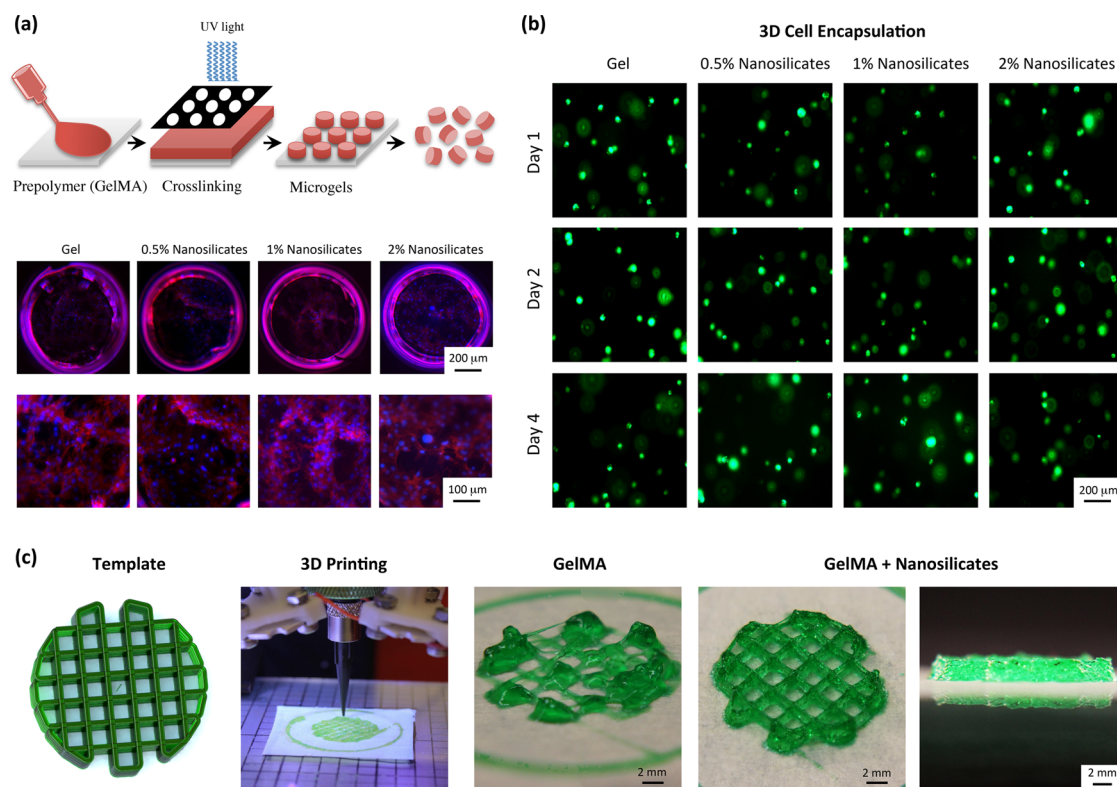 (a)
UV light
Prepolymer (GelMA)
Crosslinking
Microgels
Gel
0.5% Nanosilicates
1% Nanosilicates
2% Nanosilicates
200 µm
100 µm
(b)
3D Cell Encapsulation
Gel
0.5% Nanosilicates
1% Nanosilicates
2% Nanosilicates
Day 1
Day 2
Day 4
200 µm
(c)
Template
3D Printing
GelMA
GelMA + Nanosilicates
2 mm
2 mm
2 mm